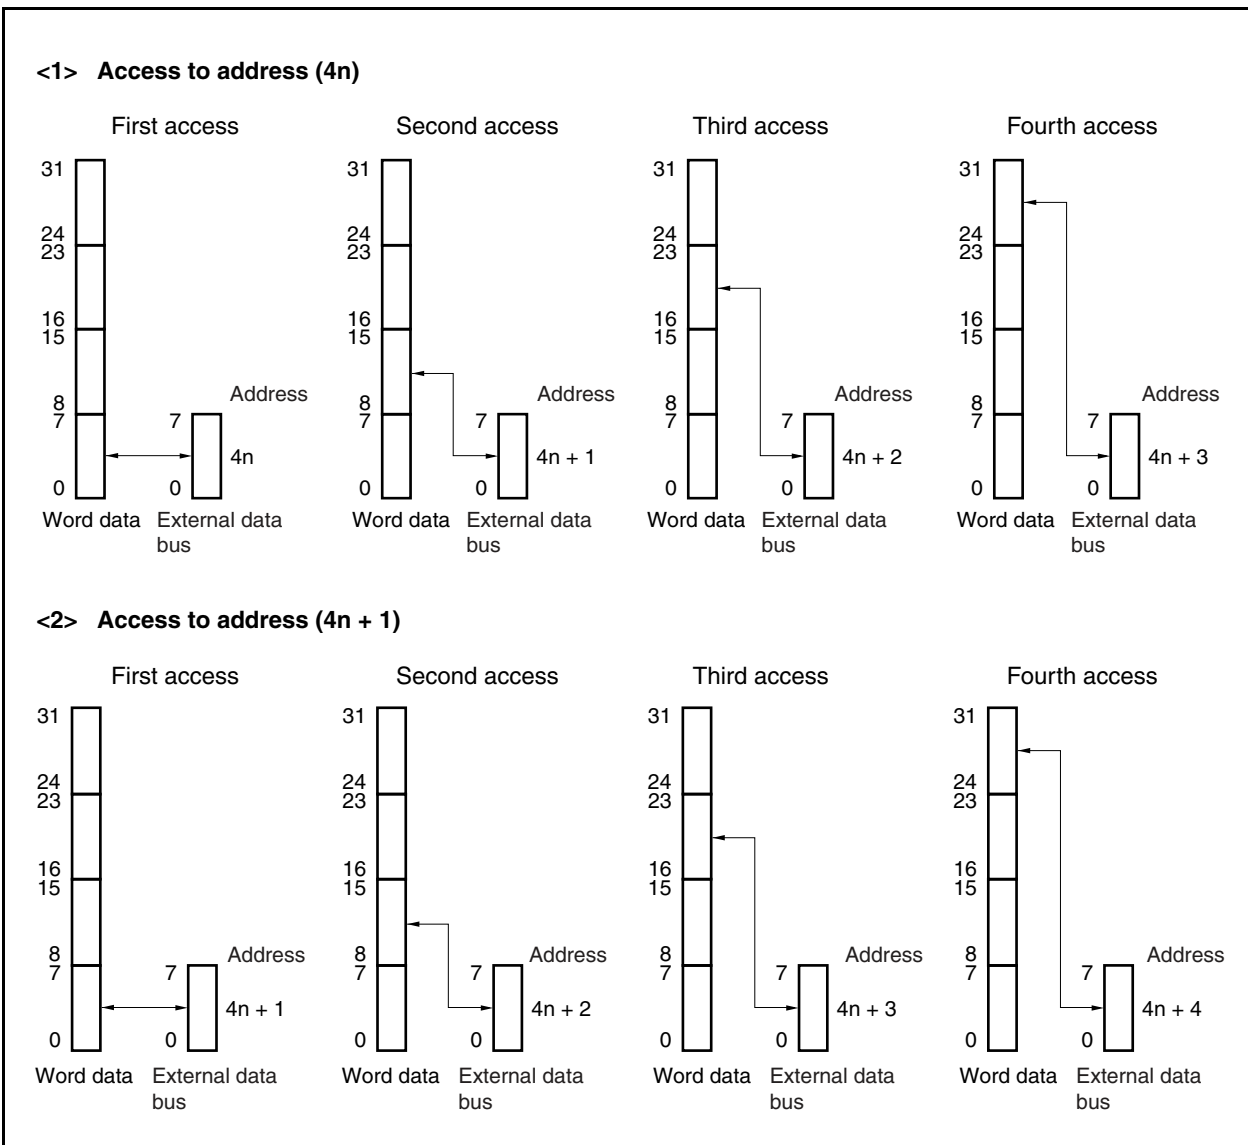 <1> Access to address (4n)
First access Second access Third access Fourth access
31 31 31 31
24 24 24 24
23 23 23 23
16 16 16 16
15 15 15 15
Address Address Address Address
8 8 8 8
7 7 7 7 7 7 7 7
4n 4n + 1 4n + 2 4n + 3
0 0 0 0 0 0 0 0
Word data External data Word data External data Word data External data Word data External data
bus bus bus bus
<2> Access to address (4n + 1)
First access Second access Third access Fourth access
31 31 31 31
24 24 24 24
23 23 23 23
16 16 16 16
15 15 15 15
8 Address 8 Address 8 Address 8 Address
7 7 7 7 7 7 7 7
4n + 1 4n + 2 4n + 3 4n + 4
0 0 0 0 0 0 0 0
Word data External data Word data External data Word data External data Word data External data
bus bus bus bus